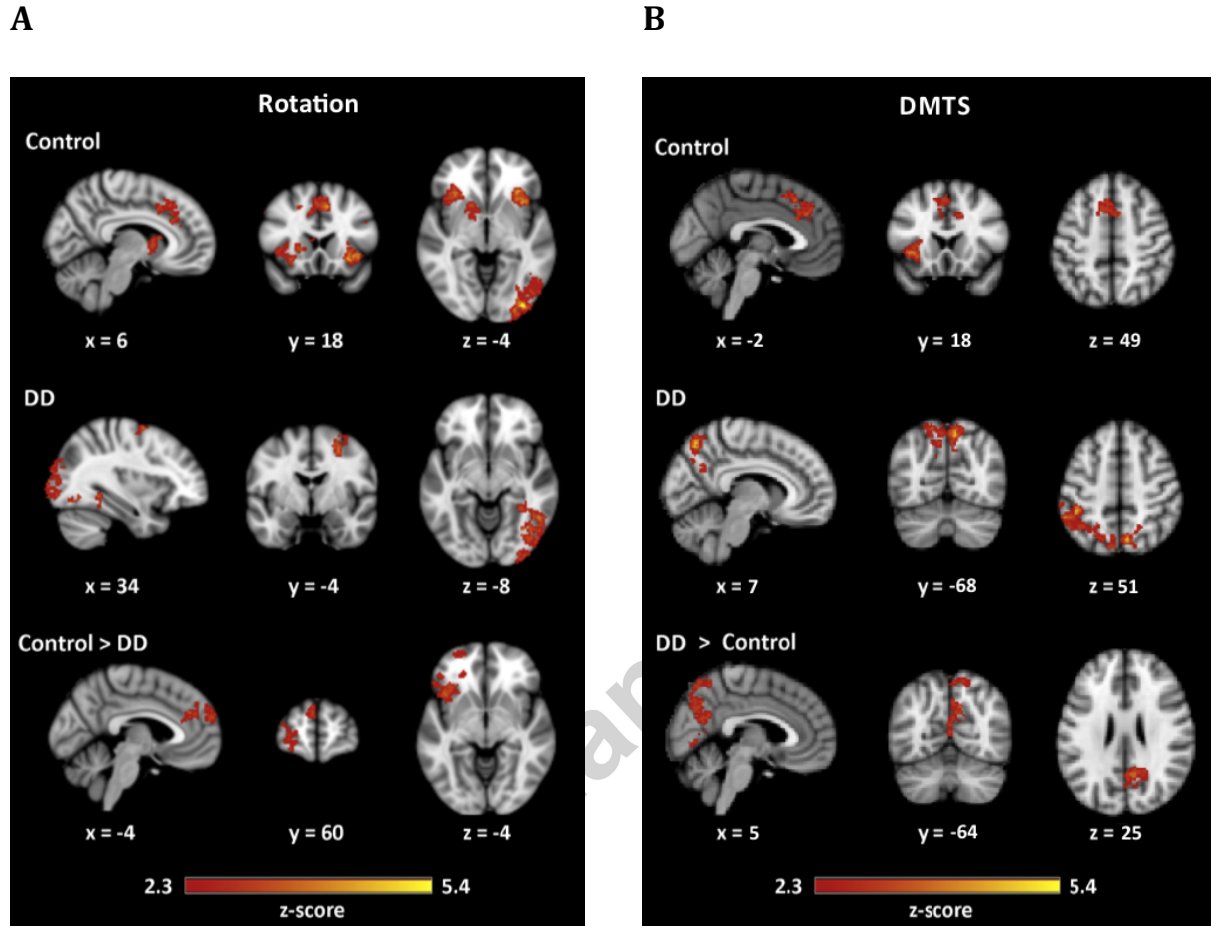 A
B
Rotation
Control
x = 6
y = 18
z = -4
DD
x = 34
y = -4
z = -8
Control > DD
x = -4
y = 60
z = -4
2.3
5.4
z-score
DMTS
Control
x = -2
y = 18
z = 49
DD
x = 7
y = -68
z = 51
DD > Control
x = 5
y = -64
z = 25
2.3
5.4
z-score